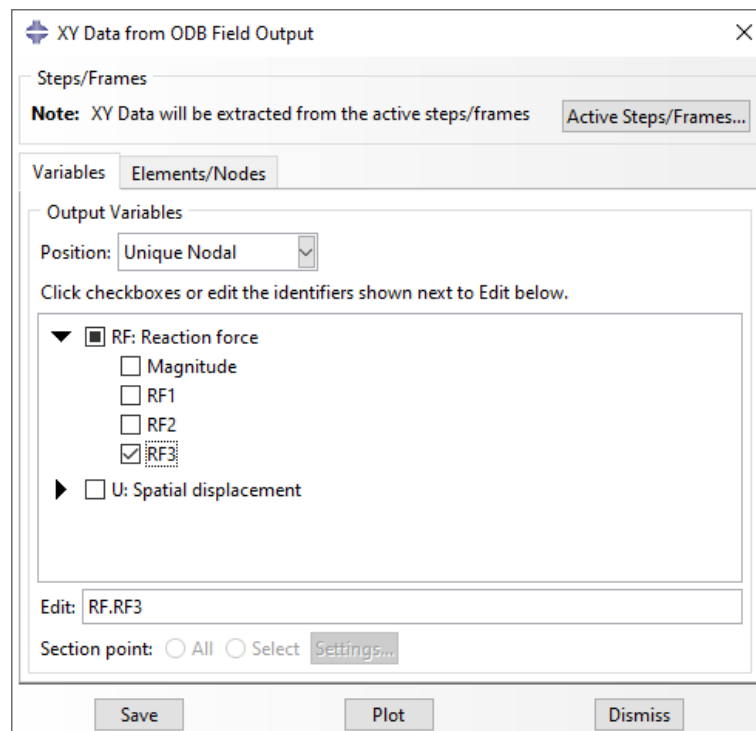 XY Data from ODB Field Output
Steps/Frames
Note: XY Data will be extracted from the active steps/frames Active Steps/Frames...
Variables Elements/Nodes
Output Variables
Position: Unique Nodal
Click checkboxes or edit the identifiers shown next to Edit below.
RF: Reaction force
Magnitude
RF1
RF2
RF3
U: Spatial displacement
Edit: RF.RF3
Section point: All Select Settings...
Save Plot Dismiss